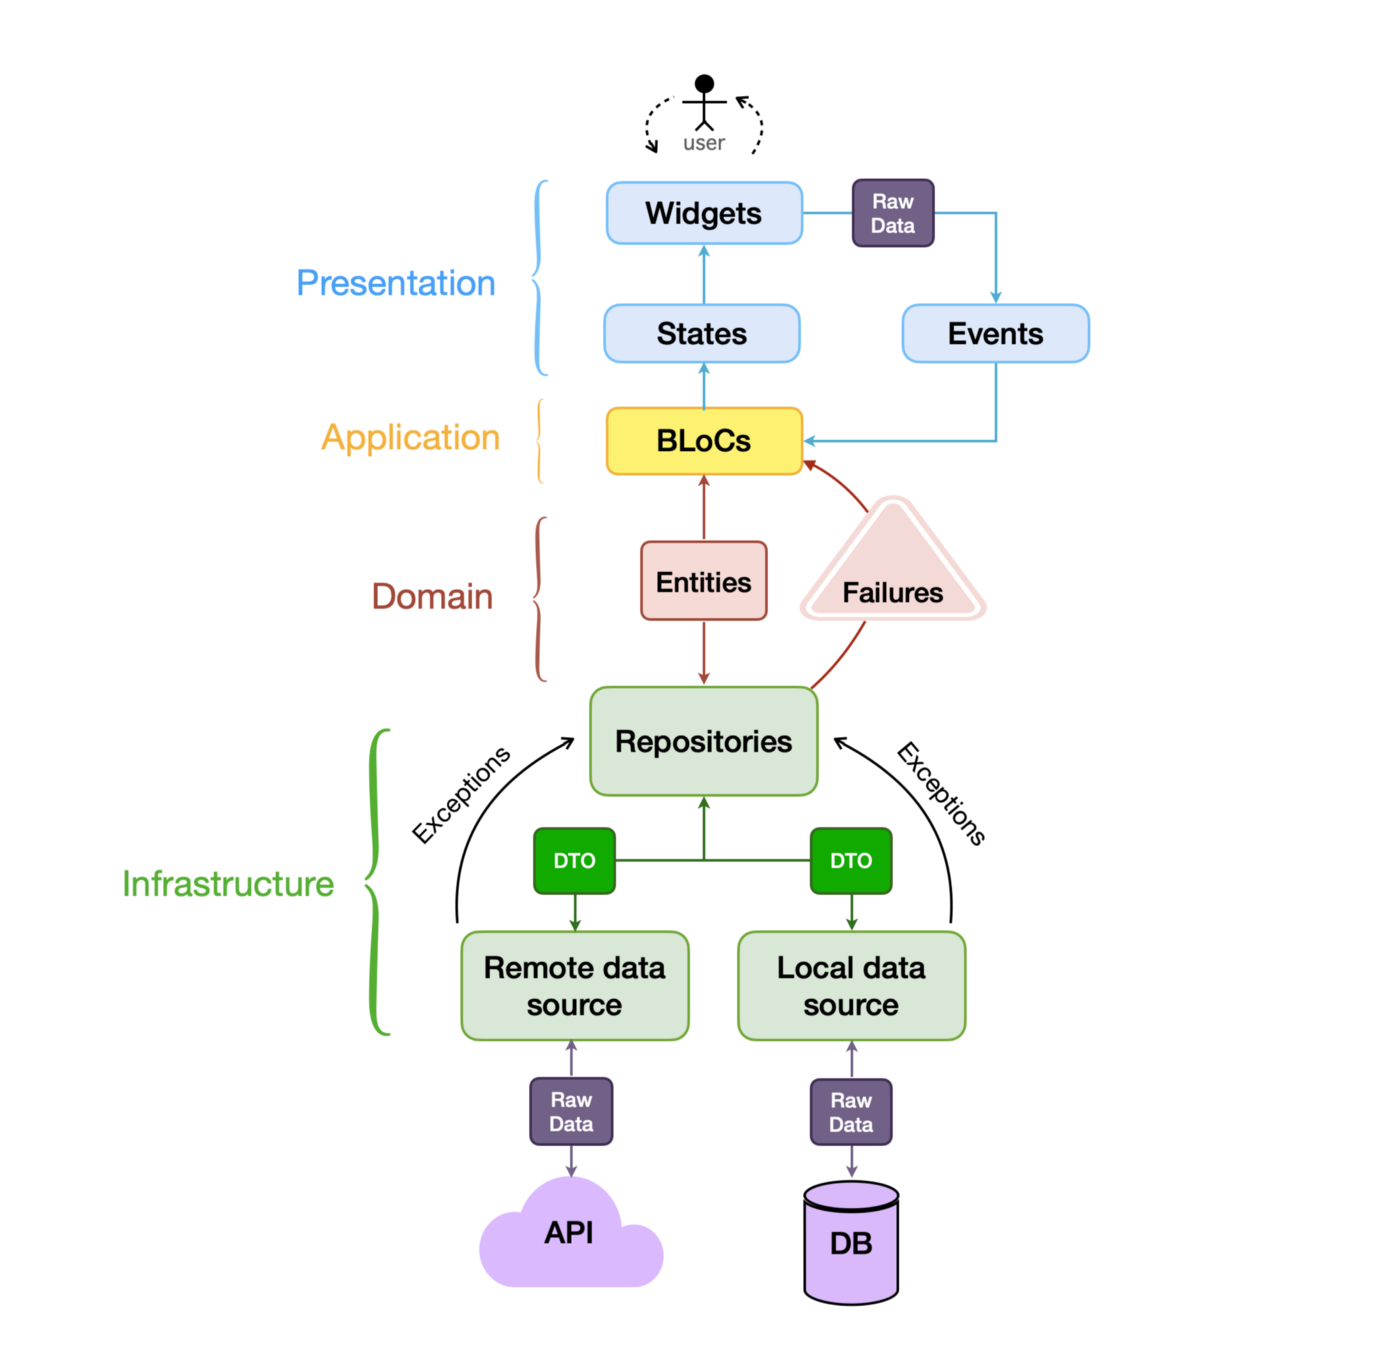 user
Widgets
Raw
Data
Presentation
States
Events
Application
BLoCs
Domain
Entities
Failures
Repositories
Exceptions
Exceptions
DTO
DTO
Infrastructure
Remote data
source
Local data
source
Raw
Data
Raw
Data
API
DB